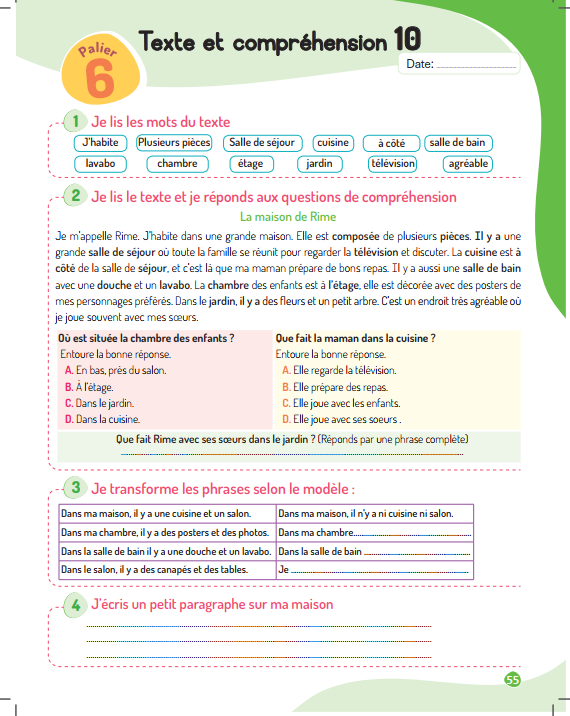 Palier
6
Texte et compréhension 10
Date: ........................
1 Je lis les mots du texte
J'habite Plusieurs pièces Salle de séjour cuisine à côté salle de bain
lavabo chambre étage jardin télévision agréable
2 Je lis le texte et je réponds aux questions de compréhension
La maison de Rime
Je m'appelle Rime. J'habite dans une grande maison. Elle est composée de plusieurs pièces. Il y a une
grande salle de séjour où toute la famille se réunit pour regarder la télévision et discuter. La cuisine est à
côté de la salle de séjour, et c'est là que ma maman prépare de bons repas. Il y a aussi une salle de bain
avec une douche et un lavabo. La chambre des enfants est à l'étage, elle est décorée avec des posters de
mes personnages préférés. Dans le jardin, il y a des fleurs et un petit arbre. C'est un endroit très agréable où
je joue souvent avec mes sœurs.
Où est située la chambre des enfants ?
Entoure la bonne réponse.
A. En bas, près du salon.
B. À l'étage.
C. Dans le jardin.
D. Dans la cuisine.
Que fait la maman dans la cuisine ?
Entoure la bonne réponse.
A. Elle regarde la télévision.
B. Elle prépare des repas.
C. Elle joue avec les enfants.
D. Elle joue avec ses soeurs .
Que fait Rime avec ses sœurs dans le jardin ? (Réponds par une phrase complète)
3 Je transforme les phrases selon le modèle :
Dans ma maison, il y a une cuisine et un salon. Dans ma maison, il n'y a ni cuisine ni salon.
Dans ma chambre, il y a des posters et des photos. Dans ma chambre........................
Dans la salle de bain il y a une douche et un lavabo. Dans la salle de bain ........................
Dans le salon, il y a des canapés et des tables. Je ........................
4 J'écris un petit paragraphe sur ma maison
55